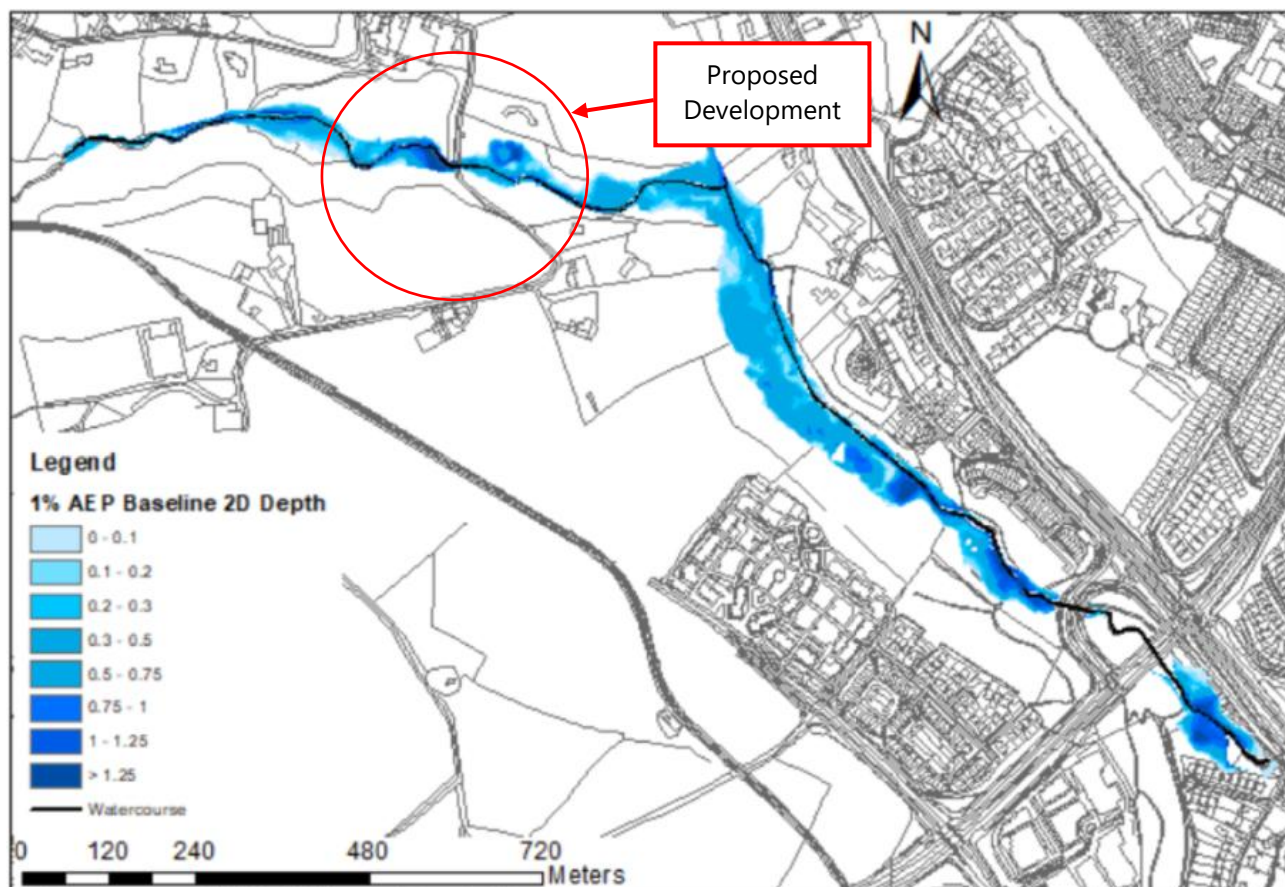 N
Proposed
Development
Legend
1% AEP Baseline 2D Depth
0 - 0.1
0.1 - 0.2
0.2 - 0.3
0.3 - 0.5
0.5 - 0.75
0.75 - 1
1 - 1.25
> 1.25
Watercourse
0 120 240 480 720
Meters